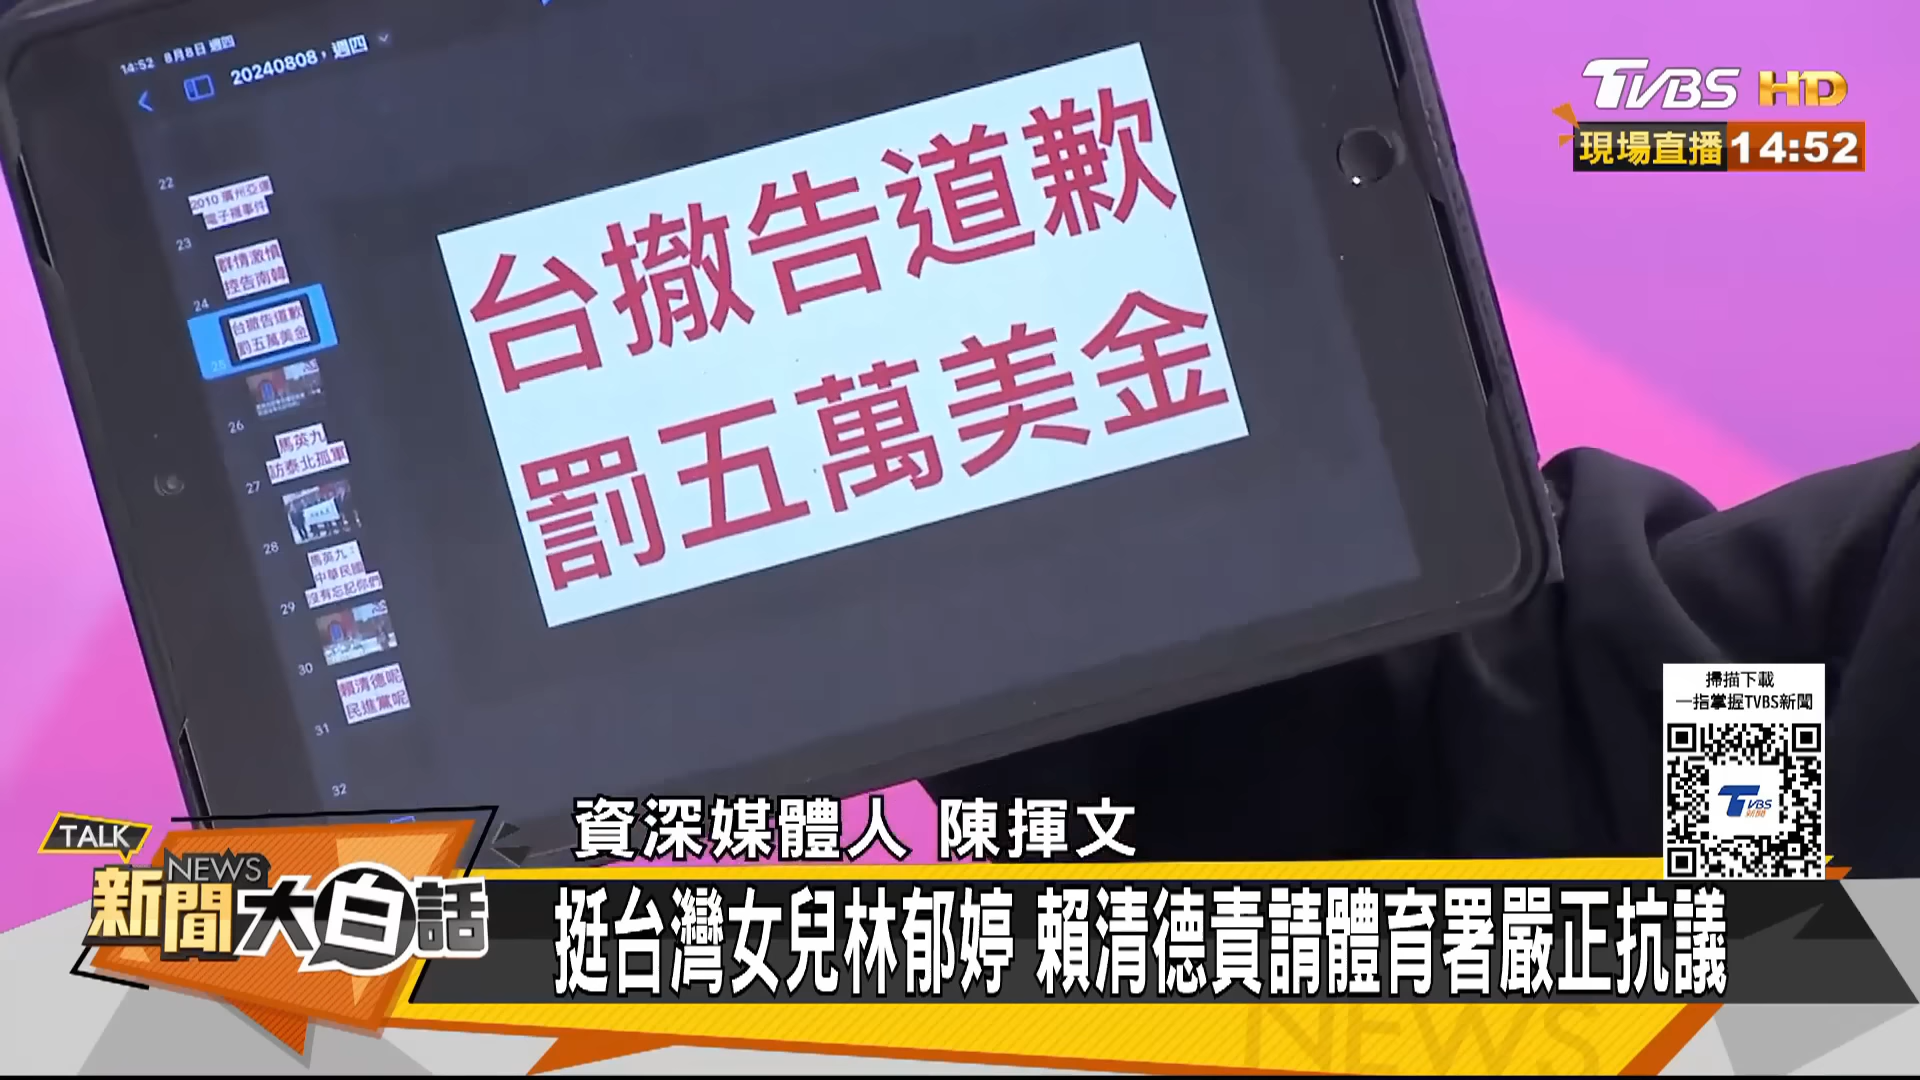 14:52 8月8日 週四
20240808，週四
台撤告道歉
罰五萬美金
22
2010 廣州亞運
電子襪事件
23
群情激憤
控告南韓
24
台撤告道歉
罰五萬美金
25
26
馬英九
訪泰北孤軍
27
28
馬英九：
中華民國
沒有忘記你們
29
30
賴清德呢
民進黨呢
31
32
TVBS HD
現場直播 14:52
掃描下載
一指掌握TVBS新聞
TVBS
新聞
TALK
NEWS
新聞大白話
資深媒體人 陳揮文
挺台灣女兒林郁婷 賴清德責請體育署嚴正抗議
NEWS